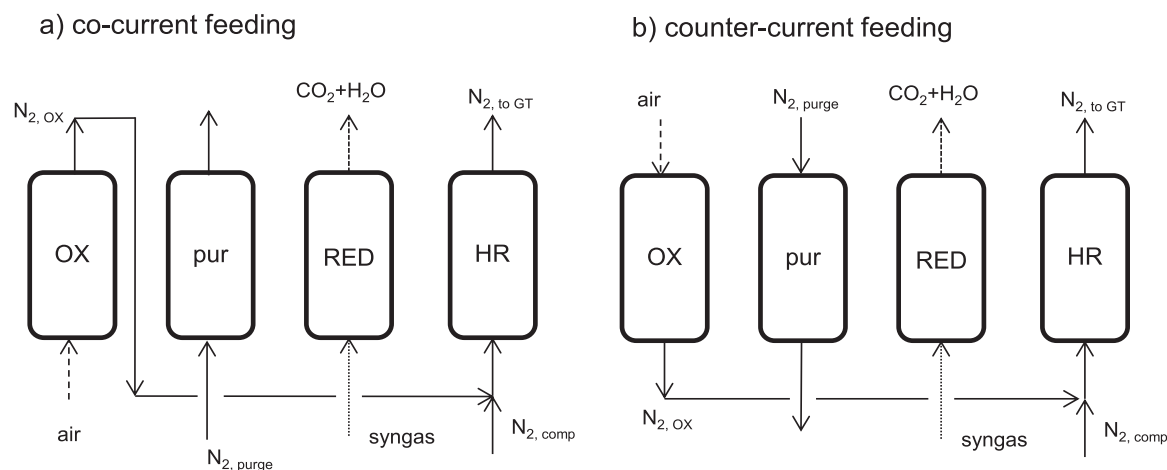 a) co-current feeding
N2, OX
CO2+H2O
N2, to GT
OX
pur
RED
HR
air
N2, purge
syngas
N2, comp
b) counter-current feeding
air
N2, purge
CO2+H2O
N2, to GT
OX
pur
RED
HR
N2, OX
syngas
N2, comp